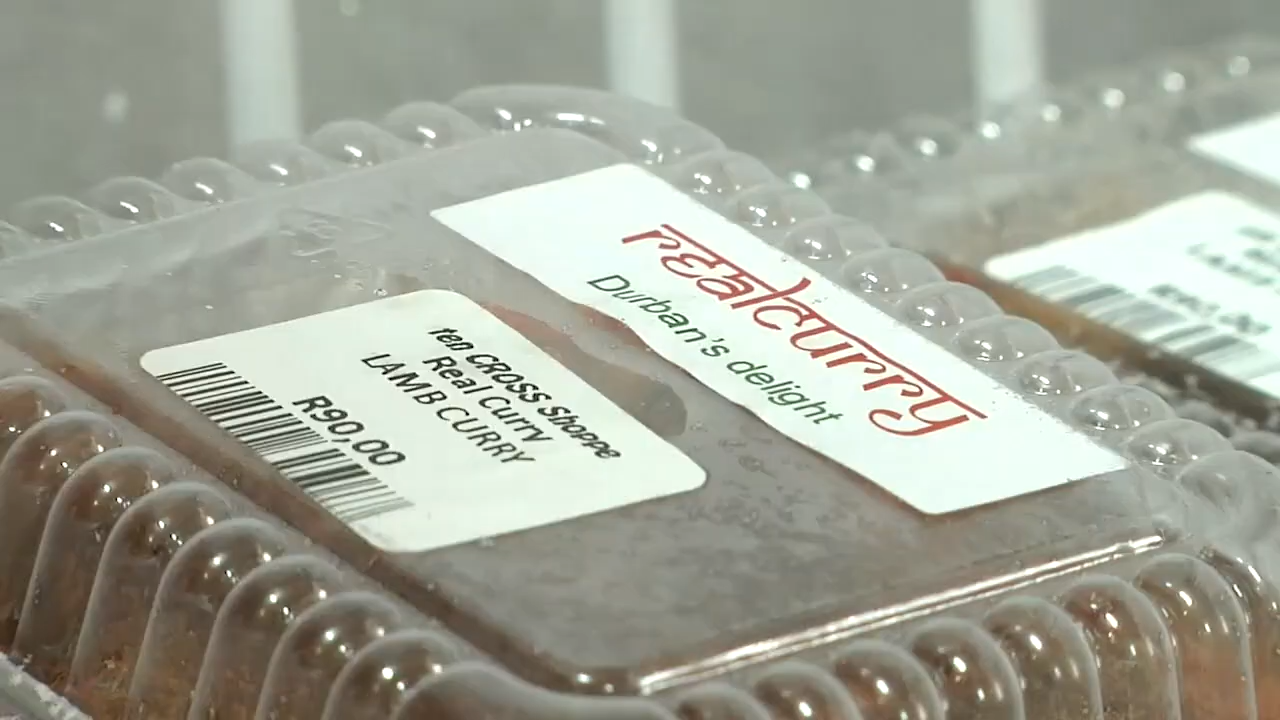 realcurry
Durban's delight
ten CROSS Shoppe
Real Curry
LAMB CURRY
R90,00